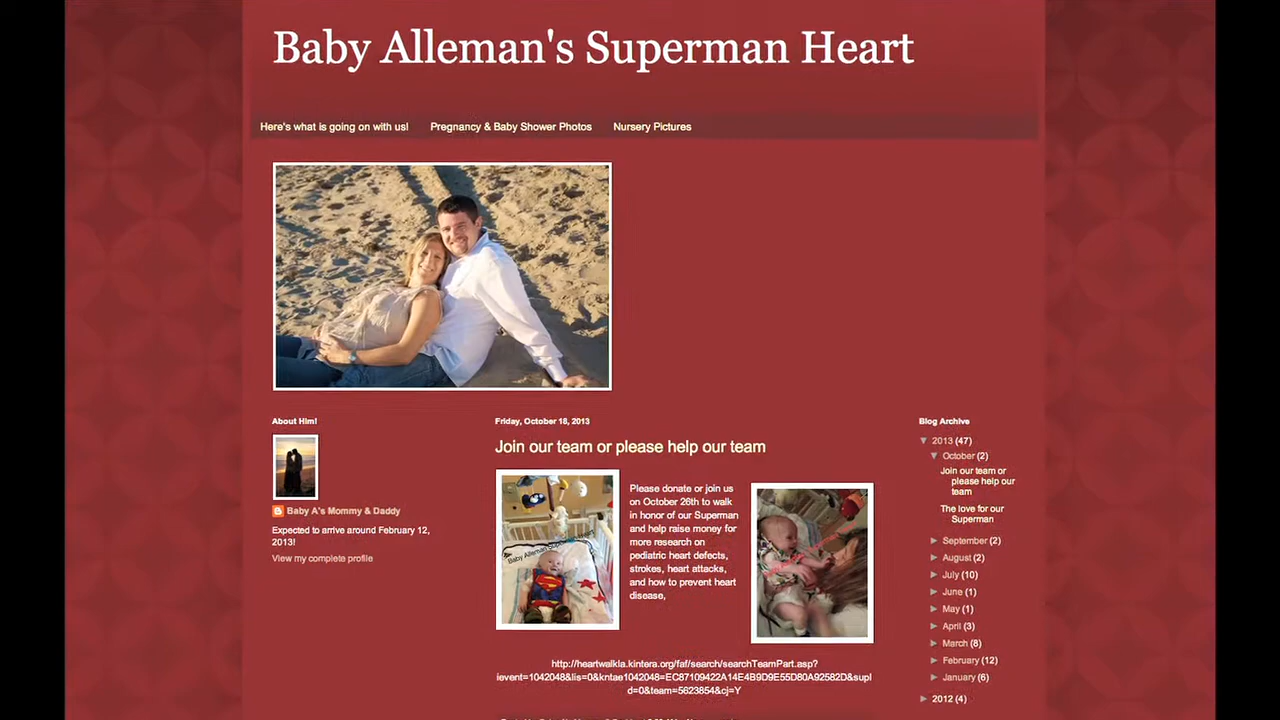 Baby Alleman's Superman Heart
Here's what is going on with us!
Pregnancy & Baby Shower Photos
Nursery Pictures
About Him!
Baby A's Mommy & Daddy
Expected to arrive around February 12,
2013!
View my complete profile
Friday, October 18, 2013
Join our team or please help our team
Baby Alleman
Please donate or join us
on October 26th to walk
in honor of our Superman
and help raise money for
more research on
pediatric heart defects,
strokes, heart attacks,
and how to prevent heart
disease,
http://heartwalkla.kintera.org/faf/search/searchTeamPart.asp?
ievent=1042048&lis=0&kntae1042048=EC87109422A14E4B9D9E55D80A92582D&supI
d=0&team=5623854&cj=Y
Blog Archive
▼ 2013 (47)
▼ October (2)
Join our team or
please help our
team
The love for our
Superman
► September (2)
► August (2)
► July (10)
► June (1)
► May (1)
► April (3)
► March (8)
► February (12)
► January (6)
► 2012 (4)